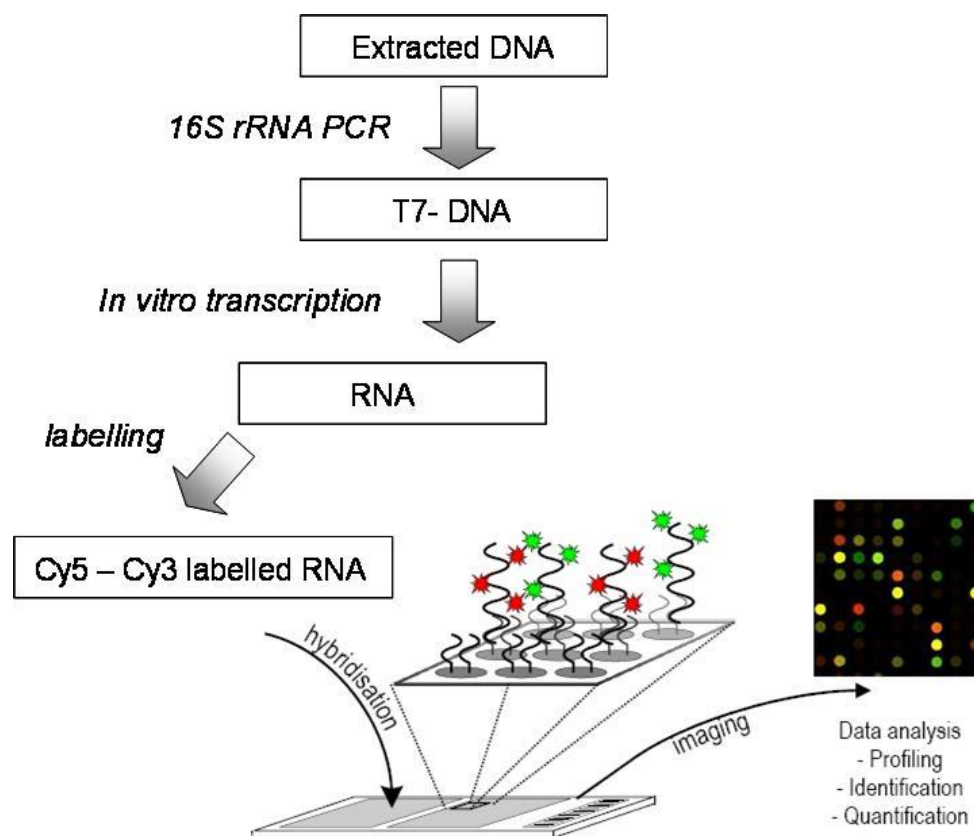 Extracted DNA
16S rRNA PCR
T7- DNA
In vitro transcription
RNA
labelling
Cy5 – Cy3 labelled RNA
hybridisation
imaging
Data analysis
- Profiling
- Identification
- Quantification